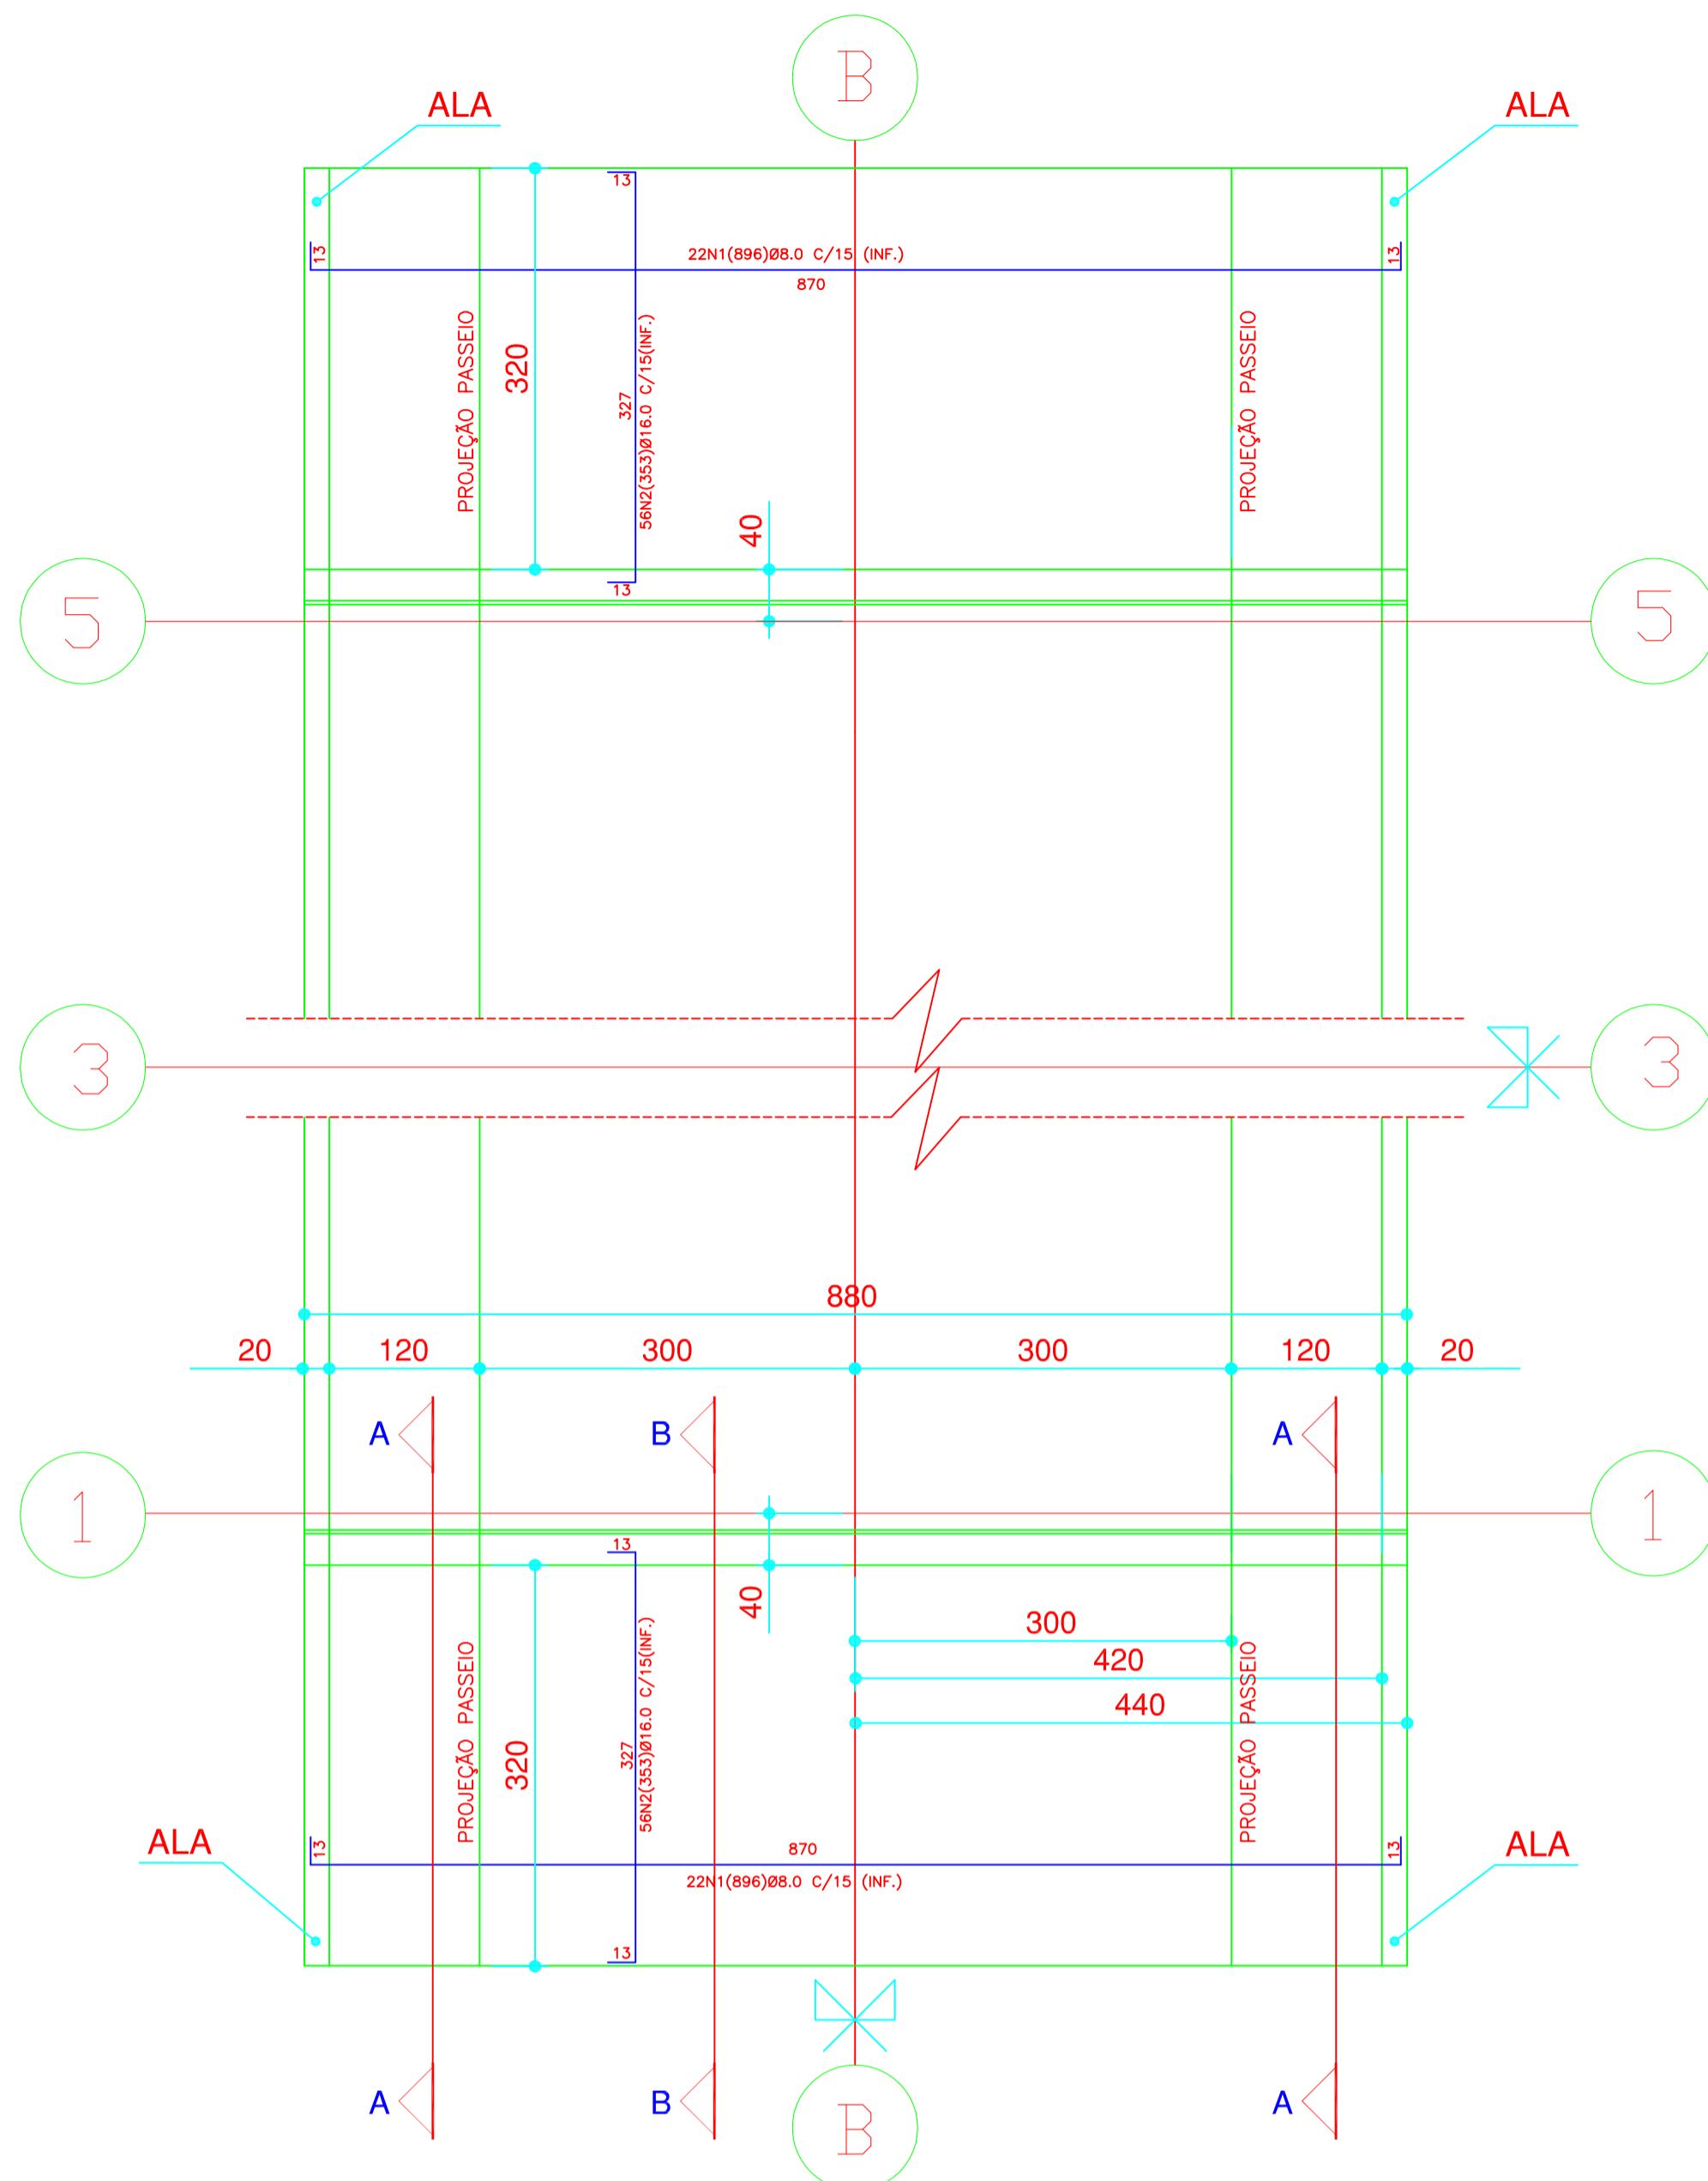 B
ALA
ALA
13
22N1(896)Ø8.0 C/15 (INF.)
13
13
870
PROJEÇÃO PASSEIO
320
327
56N2(353)Ø16.0 C/15(INF.)
PROJEÇÃO PASSEIO
40
13
5
5
3
3
880
20
120
300
300
120
20
A
B
A
1
1
13
40
300
420
440
PROJEÇÃO PASSEIO
320
327
56N2(353)Ø16.0 C/15(INF.)
PROJEÇÃO PASSEIO
ALA
13
870
13
ALA
22N1(896)Ø8.0 C/15 (INF.)
13
A
B
A
B